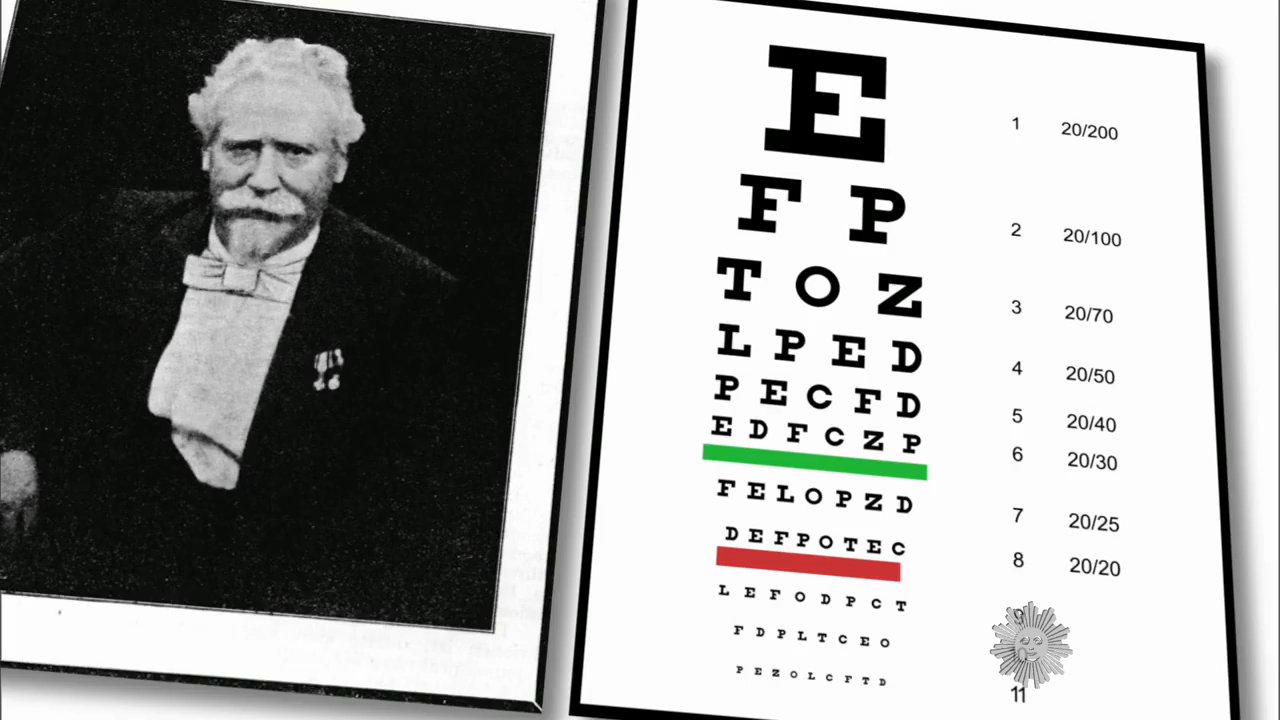 E 1 20/200
F P 2 20/100
T O Z 3 20/70
L P E D 4 20/50
P E C F D 5 20/40
E D F C Z P 6 20/30
F E L O P Z D 7 20/25
D E F P O T E C 8 20/20
L E F O D P C T 9
F D P L T C E O
P E Z O L C F T D 11